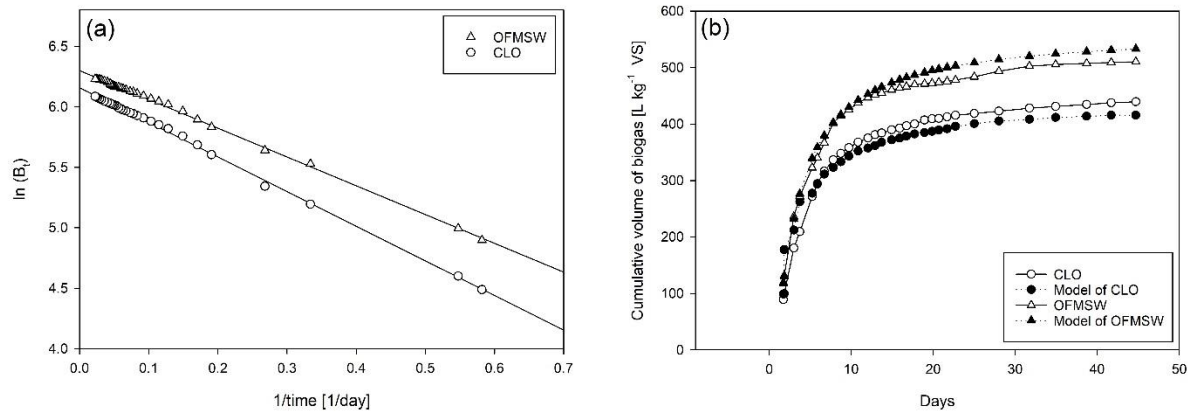 (a)
OFMSW
CLO
6.5
6.0
5.5
5.0
4.5
4.0
ln (Bt)
0.0 0.1 0.2 0.3 0.4 0.5 0.6 0.7
1/time [1/day]
(b)
600
500
400
300
200
100
0
Cumulative volume of biogas [L kg-1 VS]
CLO
Model of CLO
OFMSW
Model of OFMSW
0 10 20 30 40 50
Days